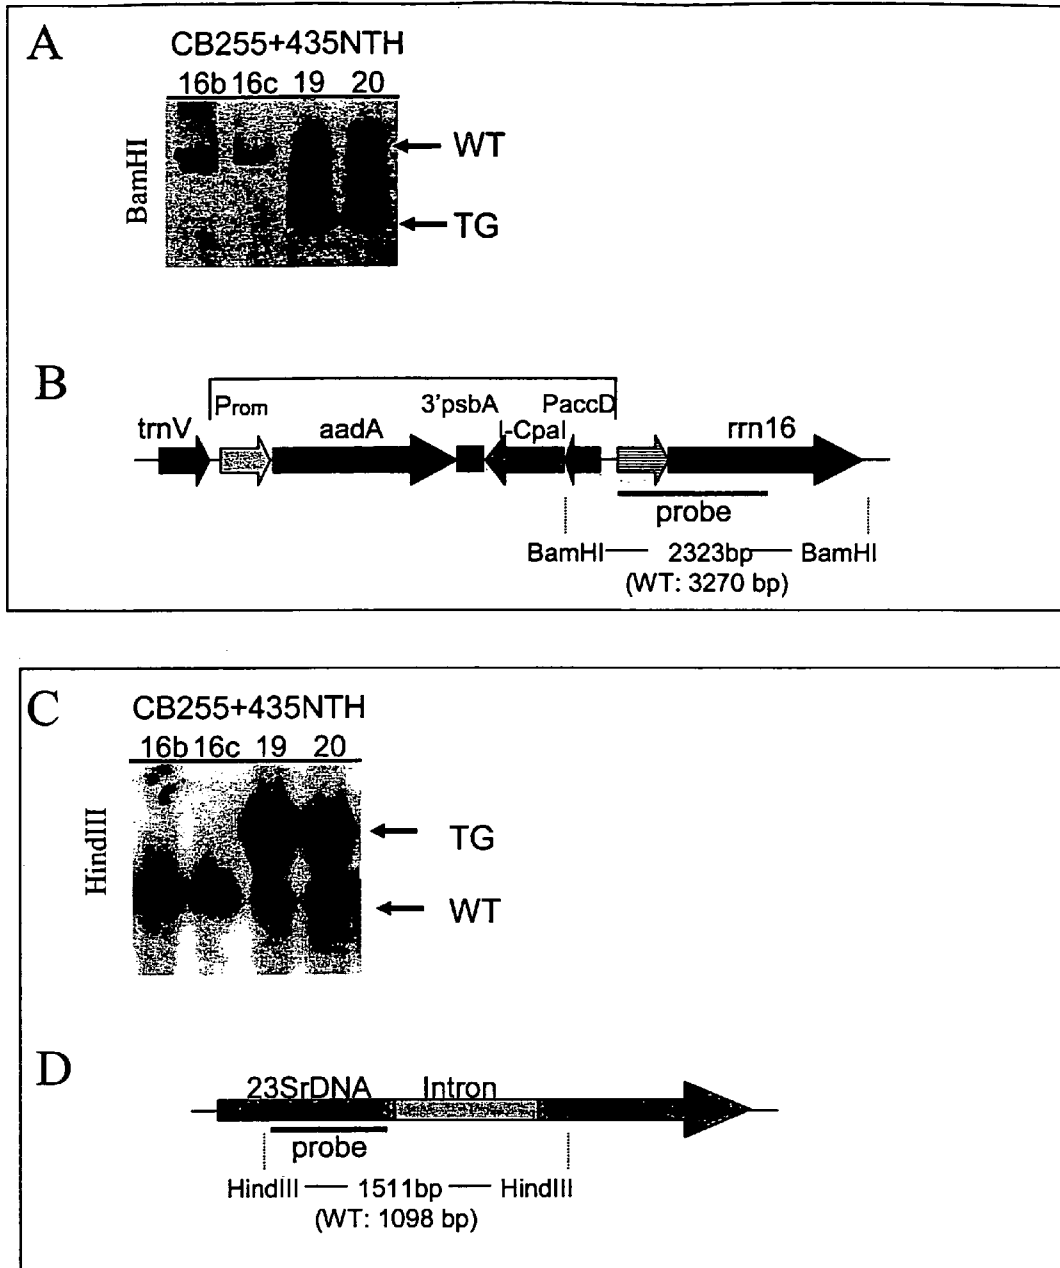 A
CB255+435NTH
16b 16c 19 20
BamHI
WT
TG
B
Prom 3'psbA PaccD
trnV aadA I-CpaI rrn16
probe
BamHI 2323bp BamHI
(WT: 3270 bp)
C
CB255+435NTH
16b 16c 19 20
HindIII
TG
WT
D
23SrDNA Intron
probe
HindIII 1511bp HindIII
(WT: 1098 bp)